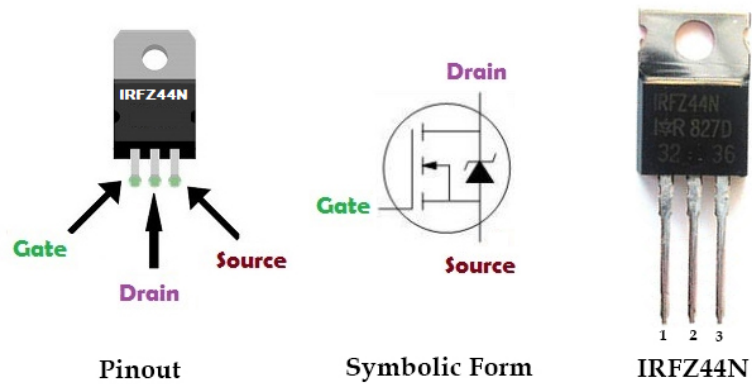 IRFZ44N
Gate
Drain
Source
Pinout
Drain
Gate
Source
Symbolic Form
IRFZ44N
IR 827D
32 36
1 2 3
IRFZ44N